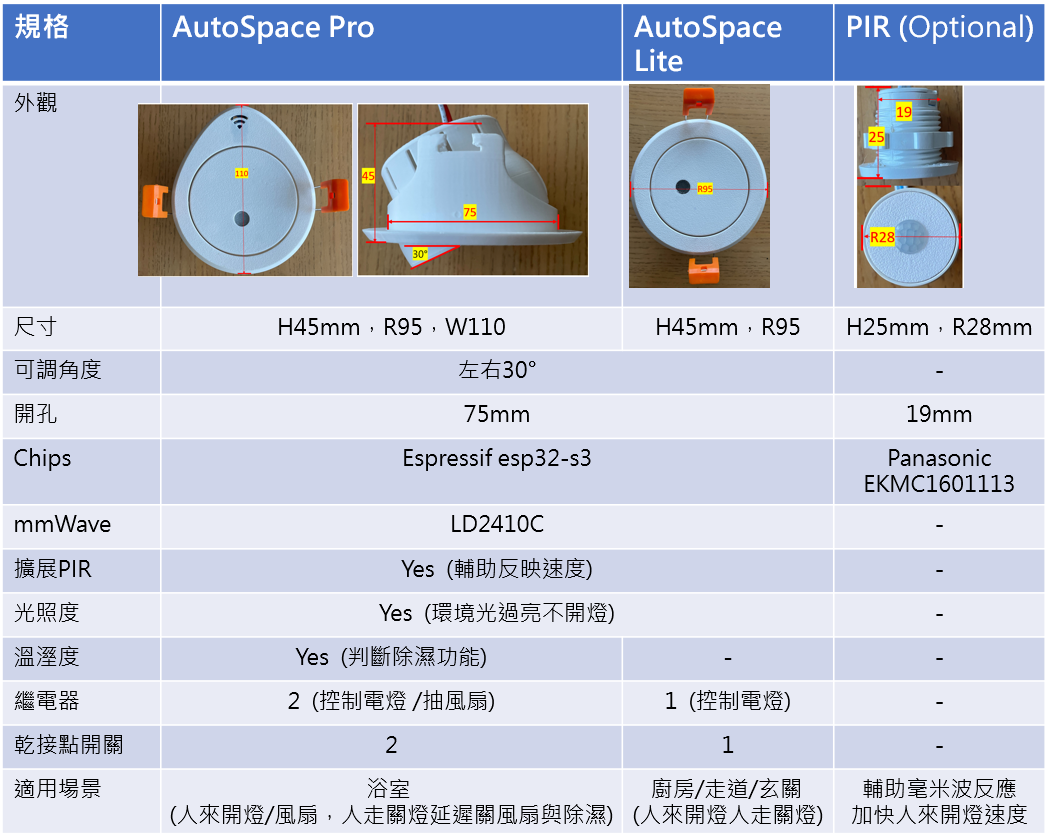 規格
AutoSpace Pro
AutoSpace
Lite
PIR (Optional)
外觀
110
45
75
30°
R95
19
25
R28
尺寸
H45mm，R95，W110
H45mm，R95
H25mm，R28mm
可調角度
左右30°
-
開孔
75mm
19mm
Chips
Espressif esp32-s3
Panasonic
EKMC1601113
mmWave
LD2410C
-
擴展PIR
Yes (輔助反映速度)
-
光照度
Yes (環境光過亮不開燈)
-
溫溼度
Yes (判斷除濕功能)
-
-
繼電器
2 (控制電燈 /抽風扇)
1 (控制電燈)
-
乾接點開關
2
1
-
適用場景
浴室
(人來開燈/風扇，人走關燈延遲關風扇與除濕)
廚房/走道/玄關
(人來開燈人走關燈)
輔助毫米波反應
加快人來開燈速度